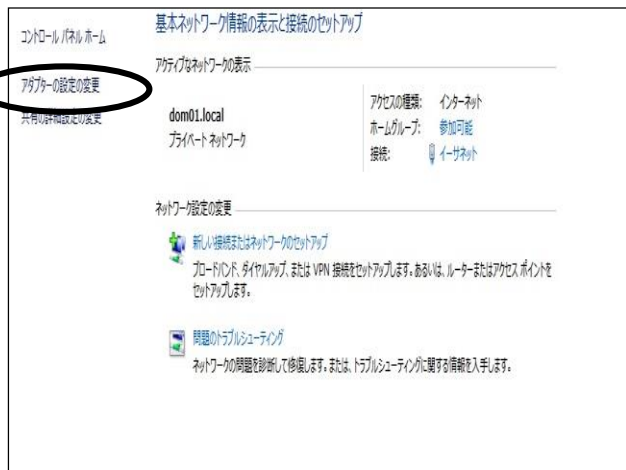 コントロール パネル ホーム
アダプターの設定の変更
共有の詳細設定の変更
基本ネットワーク情報の表示と接続のセットアップ
アクティブなネットワークの表示
dom01.local
プライベート ネットワーク
アクセスの種類: インターネット
ホームグループ: 参加可能
接続: イーサネット
ネットワーク設定の変更
新しい接続またはネットワークのセットアップ
ブロードバンド、ダイヤルアップ、または VPN 接続をセットアップします。あるいは、ルーターまたはアクセス ポイントを
セットアップします。
問題のトラブルシューティング
ネットワークの問題を診断して修復します。または、トラブルシューティングに関する情報を入手します。